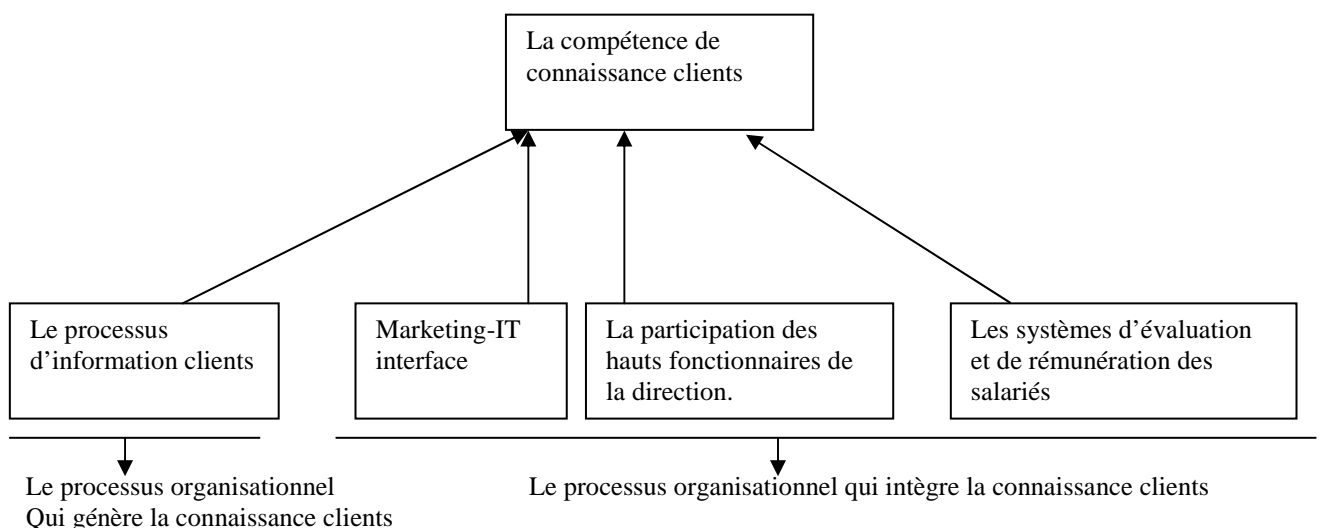 La compétence de
connaissance clients
Le processus
d’information clients
Marketing-IT
interface
La participation des
hauts fonctionnaires de
la direction.
Les systèmes d’évaluation
et de rémunération des
salariés
Le processus organisationnel
Qui génère la connaissance clients
Le processus organisationnel qui intègre la connaissance clients